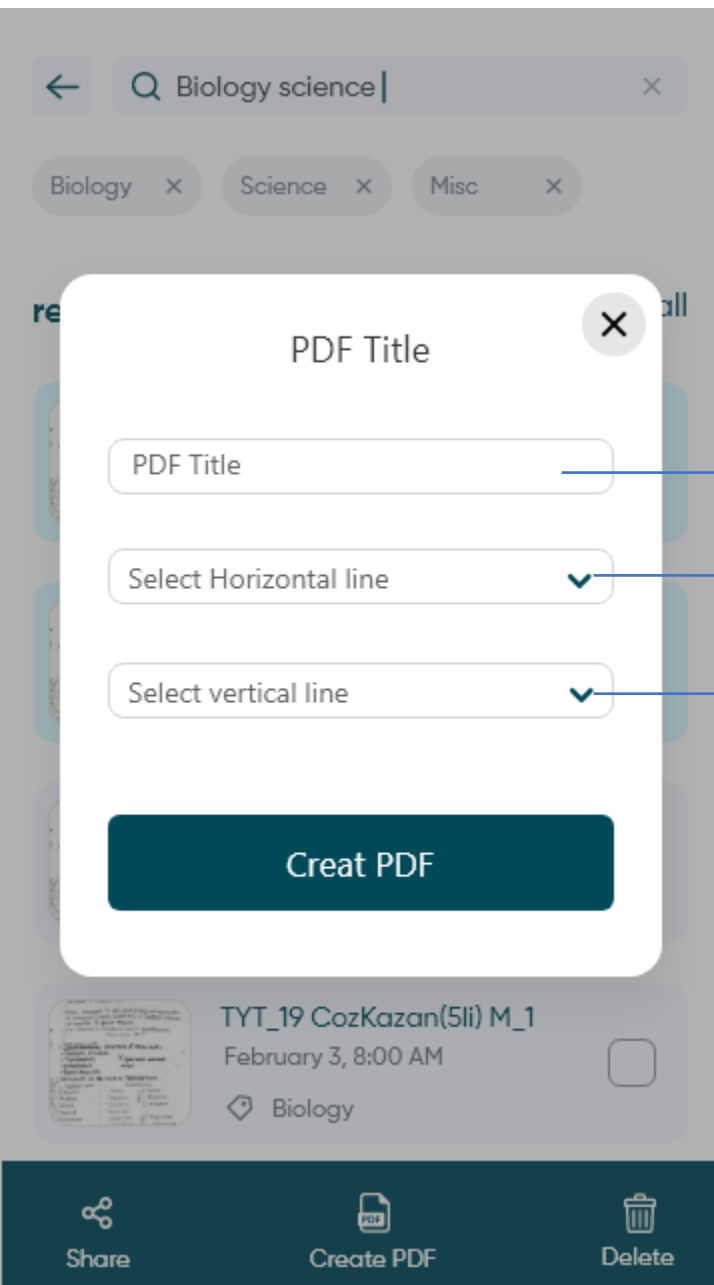 Biology science
Biology
Science
Misc
re
all
PDF Title
PDF Title
Select Horizontal line
Select vertical line
Creat PDF
TYT_19 CozKazan(5li) M_1
February 3, 8:00 AM
Biology
PDF
Share
Create PDF
Delete